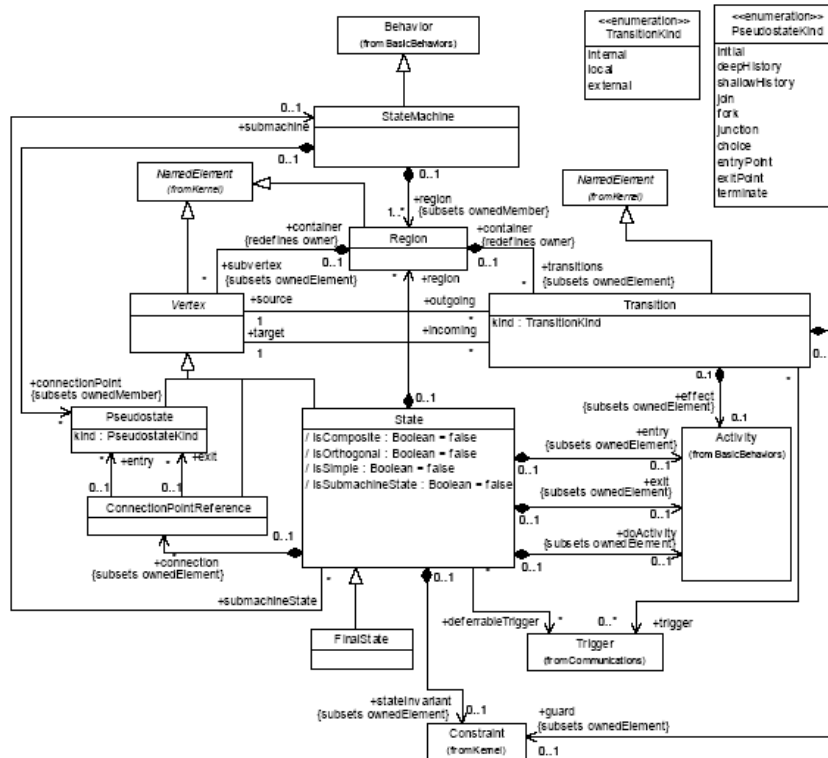 Behavior
(from BasicBehaviors)
<<enumeration>>
TransitionKind
internal
local
external
<<enumeration>>
PseudostateKind
initial
deepHistory
shallowHistory
join
fork
junction
choice
entryPoint
exitPoint
terminate
0..1
+submachine
StateMachine
0..1
0..1
NamedElement
(fromKernel)
NamedElement
(fromKernel)
+region
1..* {subsets ownedMember}
+container
{redefines owner}
Region
+container
{redefines owner}
0..1
0..1
+subvertex
* {subsets ownedElement}
* +region
+transitions
* {subsets ownedElement}
Vertex
+source
1
+outgoing
*
+target
1
+incoming
*
Transition
kind : TransitionKind
0..
+connectionPoint
{subsets ownedMember}
*
Pseudostate
kind : PseudostateKind
0..1
State
/ isComposite : Boolean = false
/ isOrthogonal : Boolean = false
/ isSimple : Boolean = false
/ isSubmachineState : Boolean = false
0..1
+effect
{subsets ownedElement}
0..1
*
+entry
{subsets ownedElement}
0..1
0..1
Activity
(from BasicBehaviors)
* +entry
* +exit
0..1
0..1
+exit
{subsets ownedElement}
0..1
0..1
ConnectionPointReference
0..1
+doActivity
{subsets ownedElement}
0..1
0..1
*
+connection
{subsets ownedElement}
*
+submachineState
0..1
*
+deferrableTrigger
*
0..*
+trigger
FinalState
Trigger
(fromCommunications)
+stateInvariant
{subsets ownedElement}
0..1
+guard
{subsets ownedElement}
0..1
Constraint
(fromKernel)